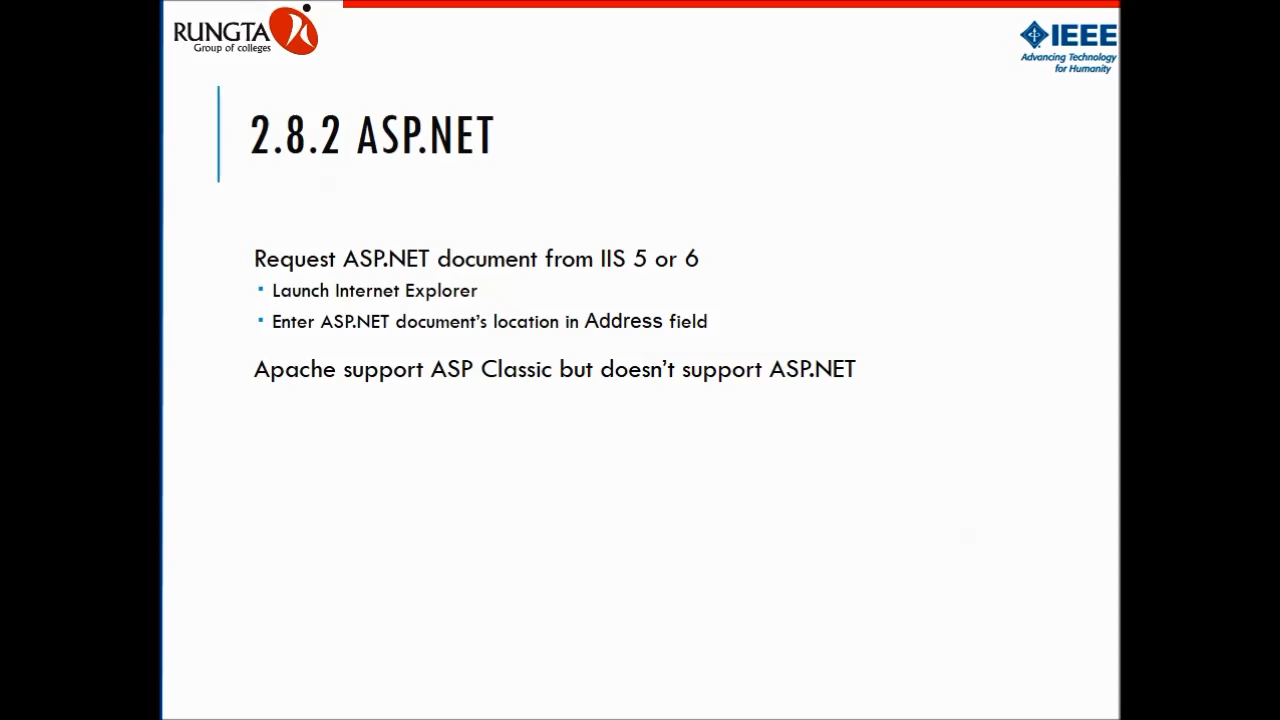 RUNGTA
Group of colleges
IEEE
Advancing Technology
for Humanity
2.8.2 ASP.NET
Request ASP.NET document from IIS 5 or 6
▪ Launch Internet Explorer
▪ Enter ASP.NET document's location in Address field
Apache support ASP Classic but doesn't support ASP.NET